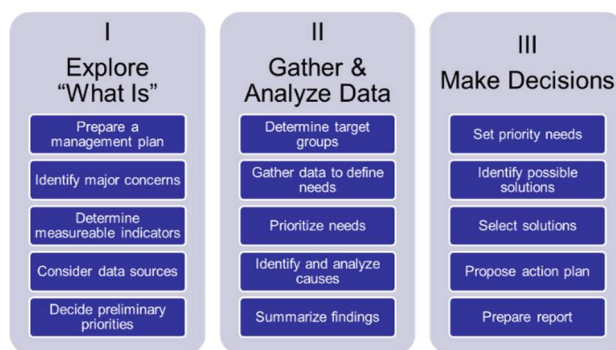 I
Explore
“What Is”
Prepare a
management plan
Identify major concerns
Determine
measureable indicators
Consider data sources
Decide preliminary
priorities
II
Gather &
Analyze Data
Determine target
groups
Gather data to define
needs
Prioritize needs
Identify and analyze
causes
Summarize findings
III
Make Decisions
Set priority needs
Identify possible
solutions
Select solutions
Propose action plan
Prepare report